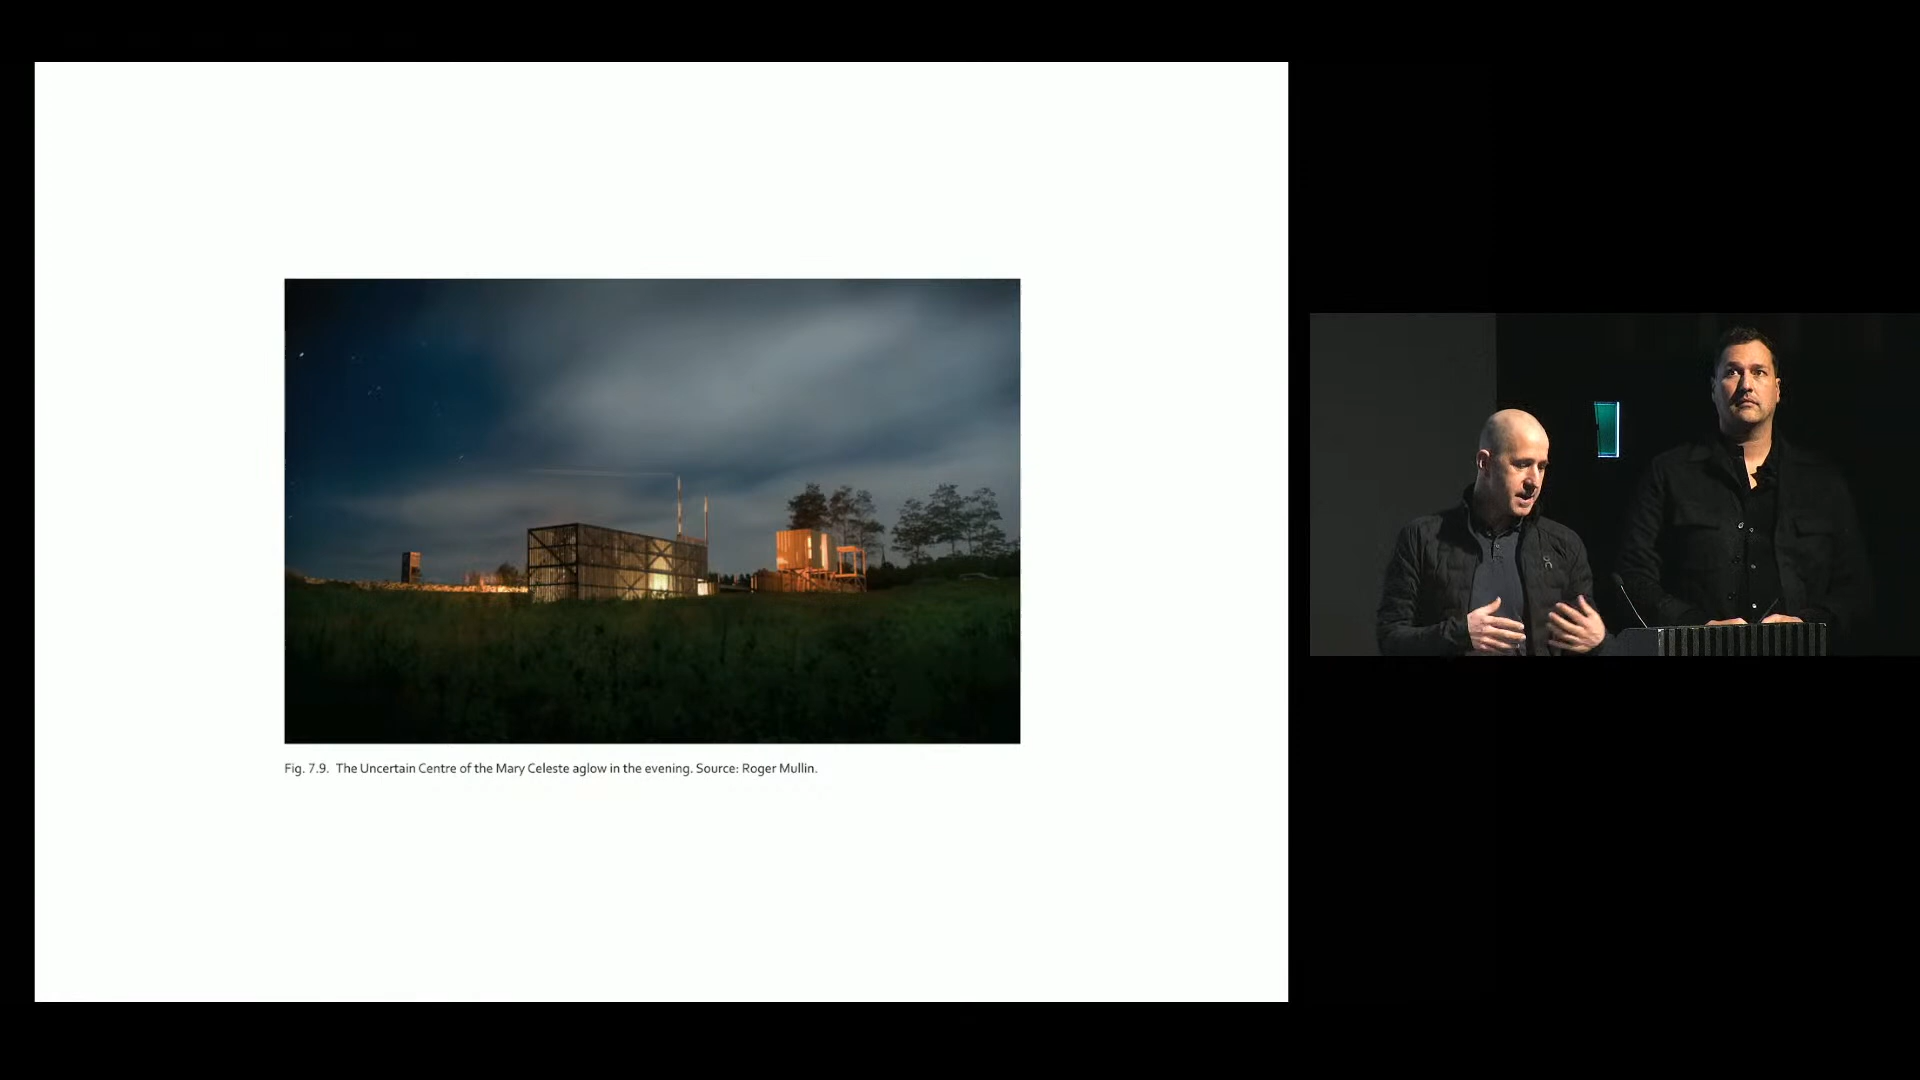 Fig. 7.9. The Uncertain Centre of the Mary Celeste aglow in the evening. Source: Roger Mullin.